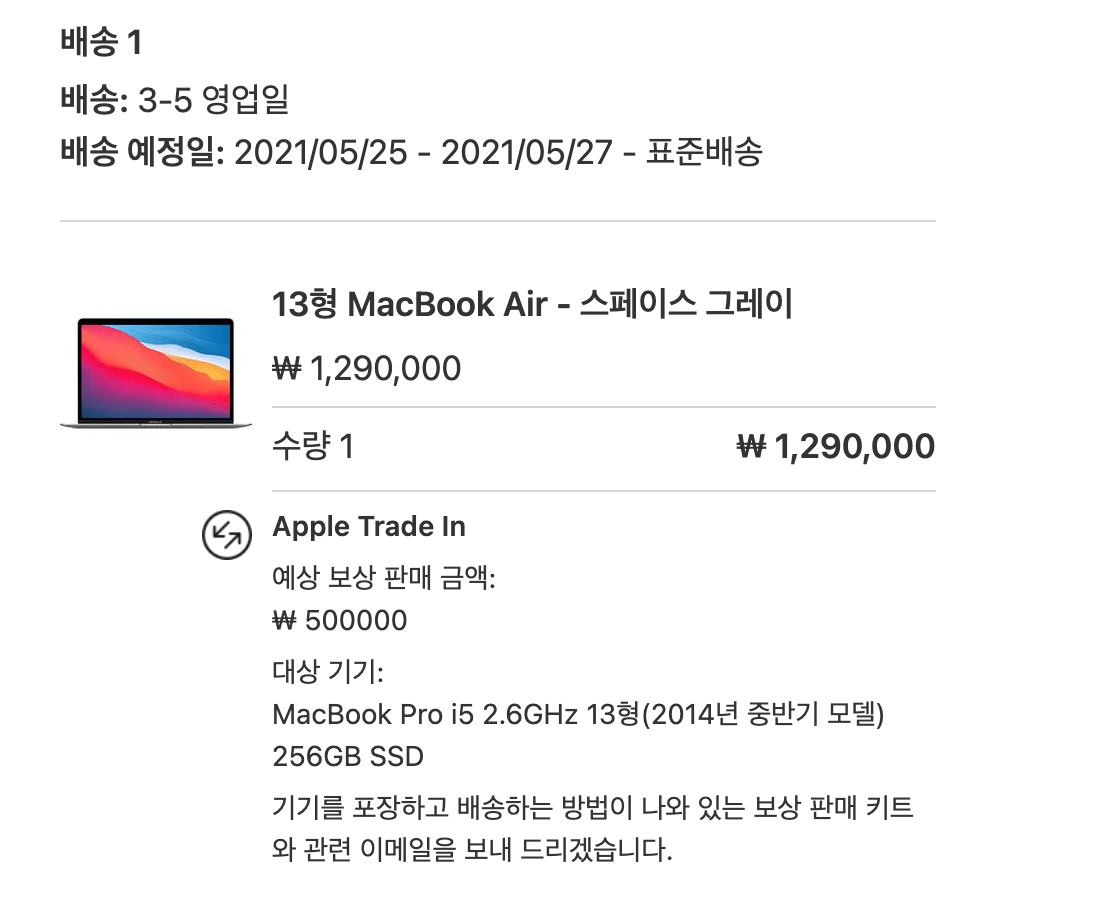 배송 1
배송: 3-5 영업일
배송 예정일: 2021/05/25 - 2021/05/27 - 표준배송
13형 MacBook Air - 스페이스 그레이
₩ 1,290,000
수량 1 ₩ 1,290,000
Apple Trade In
예상 보상 판매 금액:
₩ 500000
대상 기기:
MacBook Pro i5 2.6GHz 13형(2014년 중반기 모델)
256GB SSD
기기를 포장하고 배송하는 방법이 나와 있는 보상 판매 키트
와 관련 이메일을 보내 드리겠습니다.